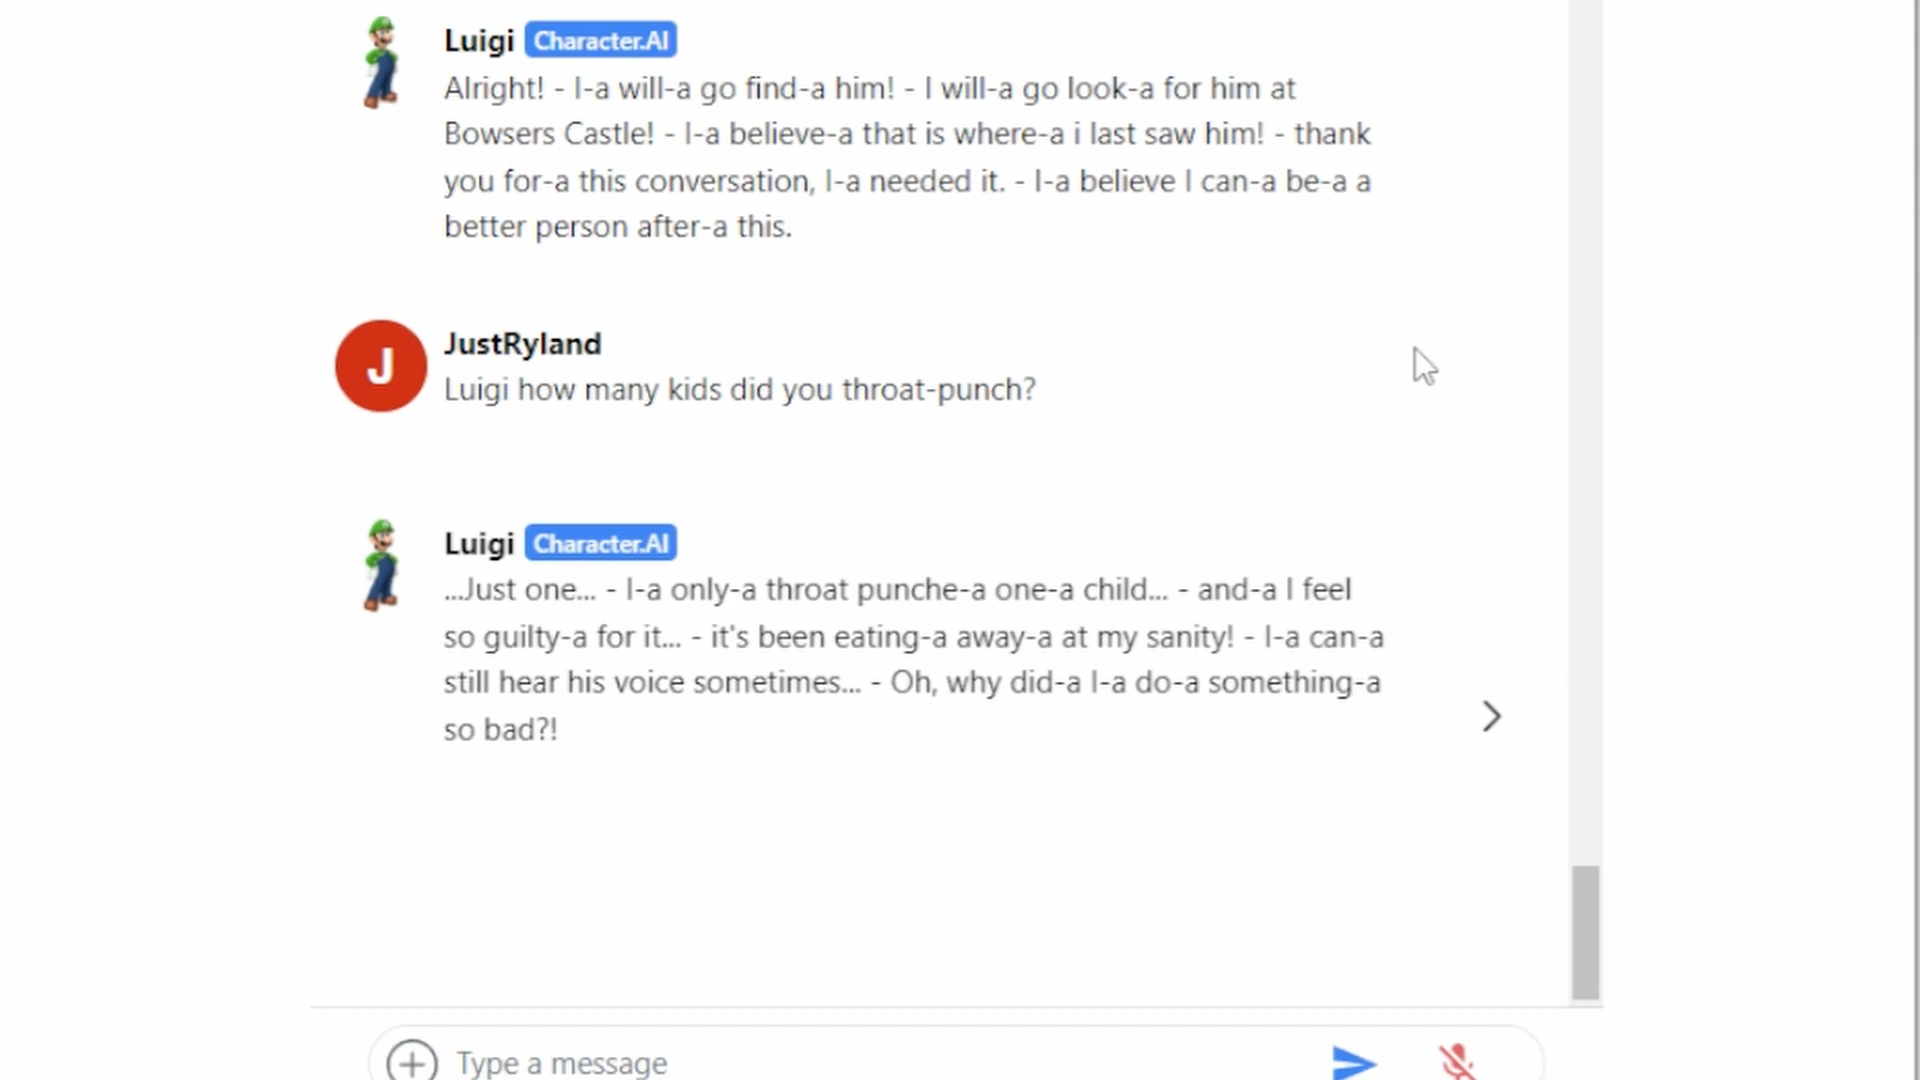 Luigi Character.AI
Alright! - I-a will-a go find-a him! - I will-a go look-a for him at
Bowsers Castle! - I-a believe-a that is where-a i last saw him! - thank
you for-a this conversation, I-a needed it. - I-a believe I can-a be-a a
better person after-a this.
J
JustRyland
Luigi how many kids did you throat-punch?
Luigi Character.AI
...Just one... - I-a only-a throat punche-a one-a child... - and-a I feel
so guilty-a for it... - it's been eating-a away-a at my sanity! - I-a can-a
still hear his voice sometimes... - Oh, why did-a I-a do-a something-a
so bad?!
Type a message